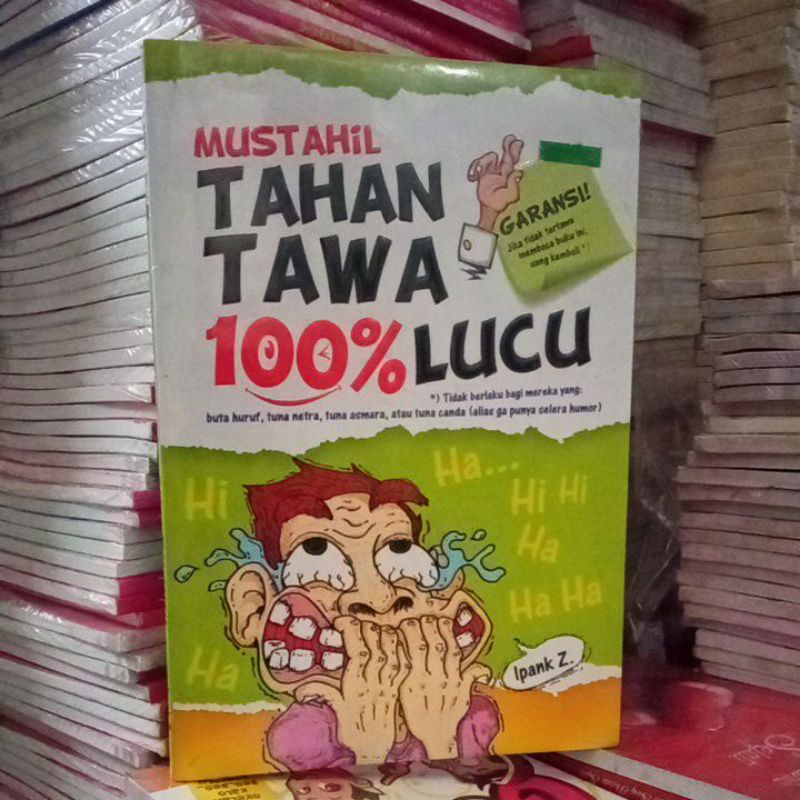 MUSTAHiL
TAHAN
TAWA
100% LUCU
GARANSI!
Jika tidak tertawa
membaca buku ini,
uang kembali *)
*) Tidak berlaku bagi mereka yang:
buta huruf, tuna netra, tuna asmara, atau tuna canda (alias ga punya selera humor)
Hi
Ha...
Hi Hi
Ha
Ha Ha
Ha
Ipank Z.